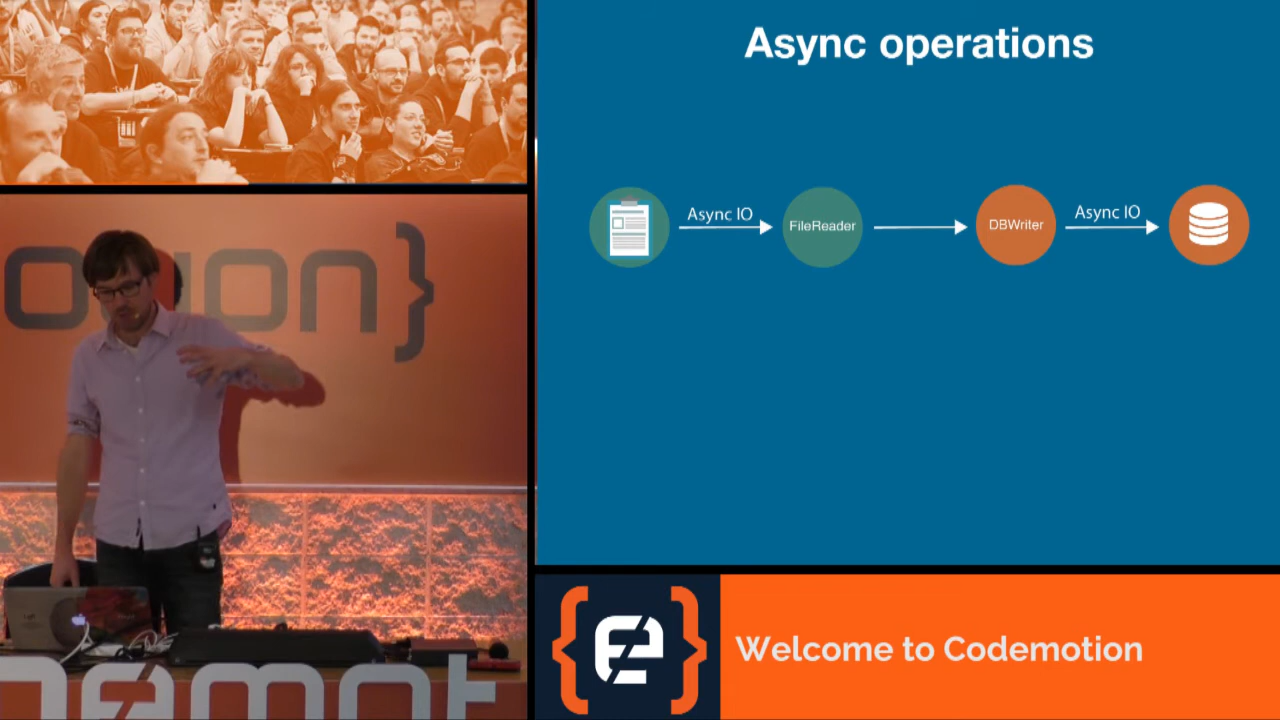 Async operations
Async IO
FileReader
DBWriter
Async IO
Welcome to Codemotion